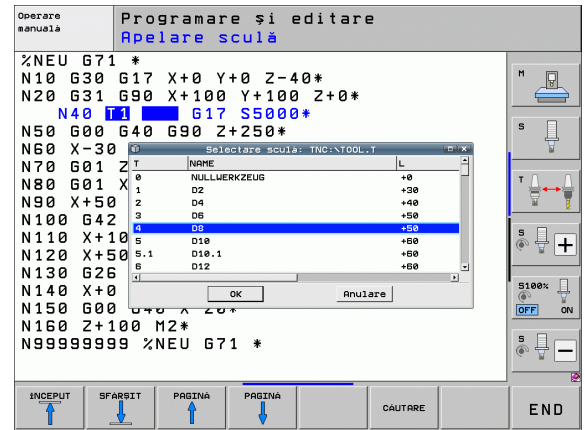 Operare
manuală
Programare și editare
Apelare sculă
%NEU G71 *
N10 G30 G17 X+0 Y+0 Z-40*
N20 G31 G90 X+100 Y+100 Z+0*
N40 T1 G17 S5000*
N50 G00 G40 G90 Z+250*
N60 X-30
N70 G01 Z
N80 G01 X
N90 X+50
N100 G42
N110 X+10
N120 X+50
N130 G26
N140 X+0
N150 G00 G40 X-20*
N160 Z+100 M2*
N99999999 %NEU G71 *
Selectare sculă: TNC:\TOOL.T
T NAME L
0 NULLWERKZEUG +0
1 D2 +30
2 D4 +40
3 D6 +50
4 D8 +50
5 D10 +60
5.1 D10.1 +60
6 D12 +60
OK Anulare
M
S
T
S
S100%
OFF ON
S
ÎNCEPUT
SFÂRȘIT
PAGINĂ
PAGINĂ
CĂUTARE
END